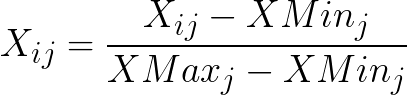 X_{ij} = \frac{X_{ij} - XMin_j}{XMax_j - XMin_j}